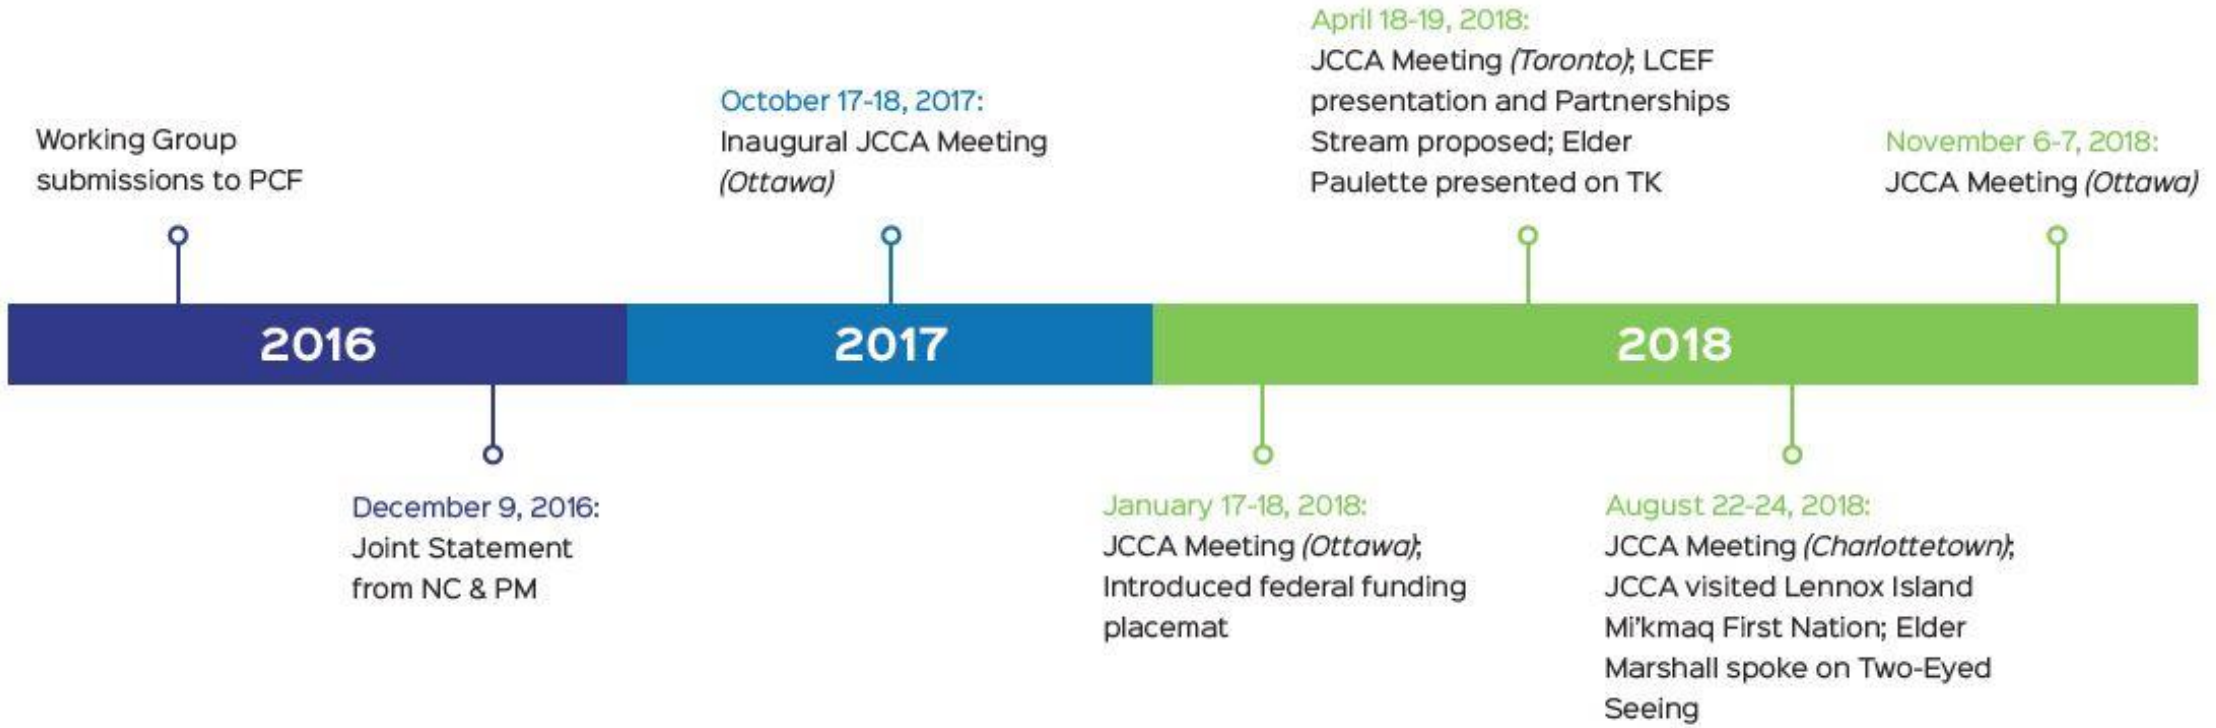 Working Group
submissions to PCF
October 17-18, 2017:
Inaugural JCCA Meeting
(Ottawa)
April 18-19, 2018:
JCCA Meeting (Toronto); LCEF
presentation and Partnerships
Stream proposed; Elder
Paulette presented on TK
November 6-7, 2018:
JCCA Meeting (Ottawa)
2016
2017
2018
December 9, 2016:
Joint Statement
from NC & PM
January 17-18, 2018:
JCCA Meeting (Ottawa);
Introduced federal funding
placemat
August 22-24, 2018:
JCCA Meeting (Charlottetown);
JCCA visited Lennox Island
Mi'kmaq First Nation; Elder
Marshall spoke on Two-Eyed
Seeing